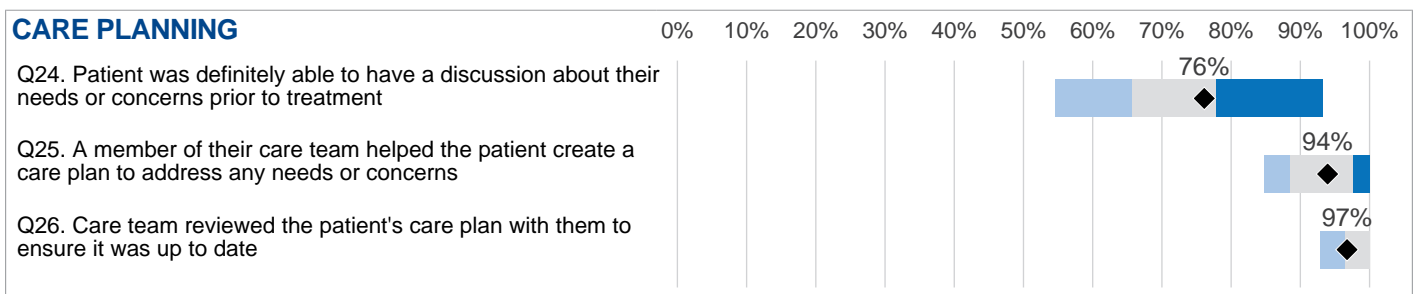 CARE PLANNING
0% 10% 20% 30% 40% 50% 60% 70% 80% 90% 100%
Q24. Patient was definitely able to have a discussion about their
needs or concerns prior to treatment
76%
Q25. A member of their care team helped the patient create a
care plan to address any needs or concerns
94%
Q26. Care team reviewed the patient's care plan with them to
ensure it was up to date
97%